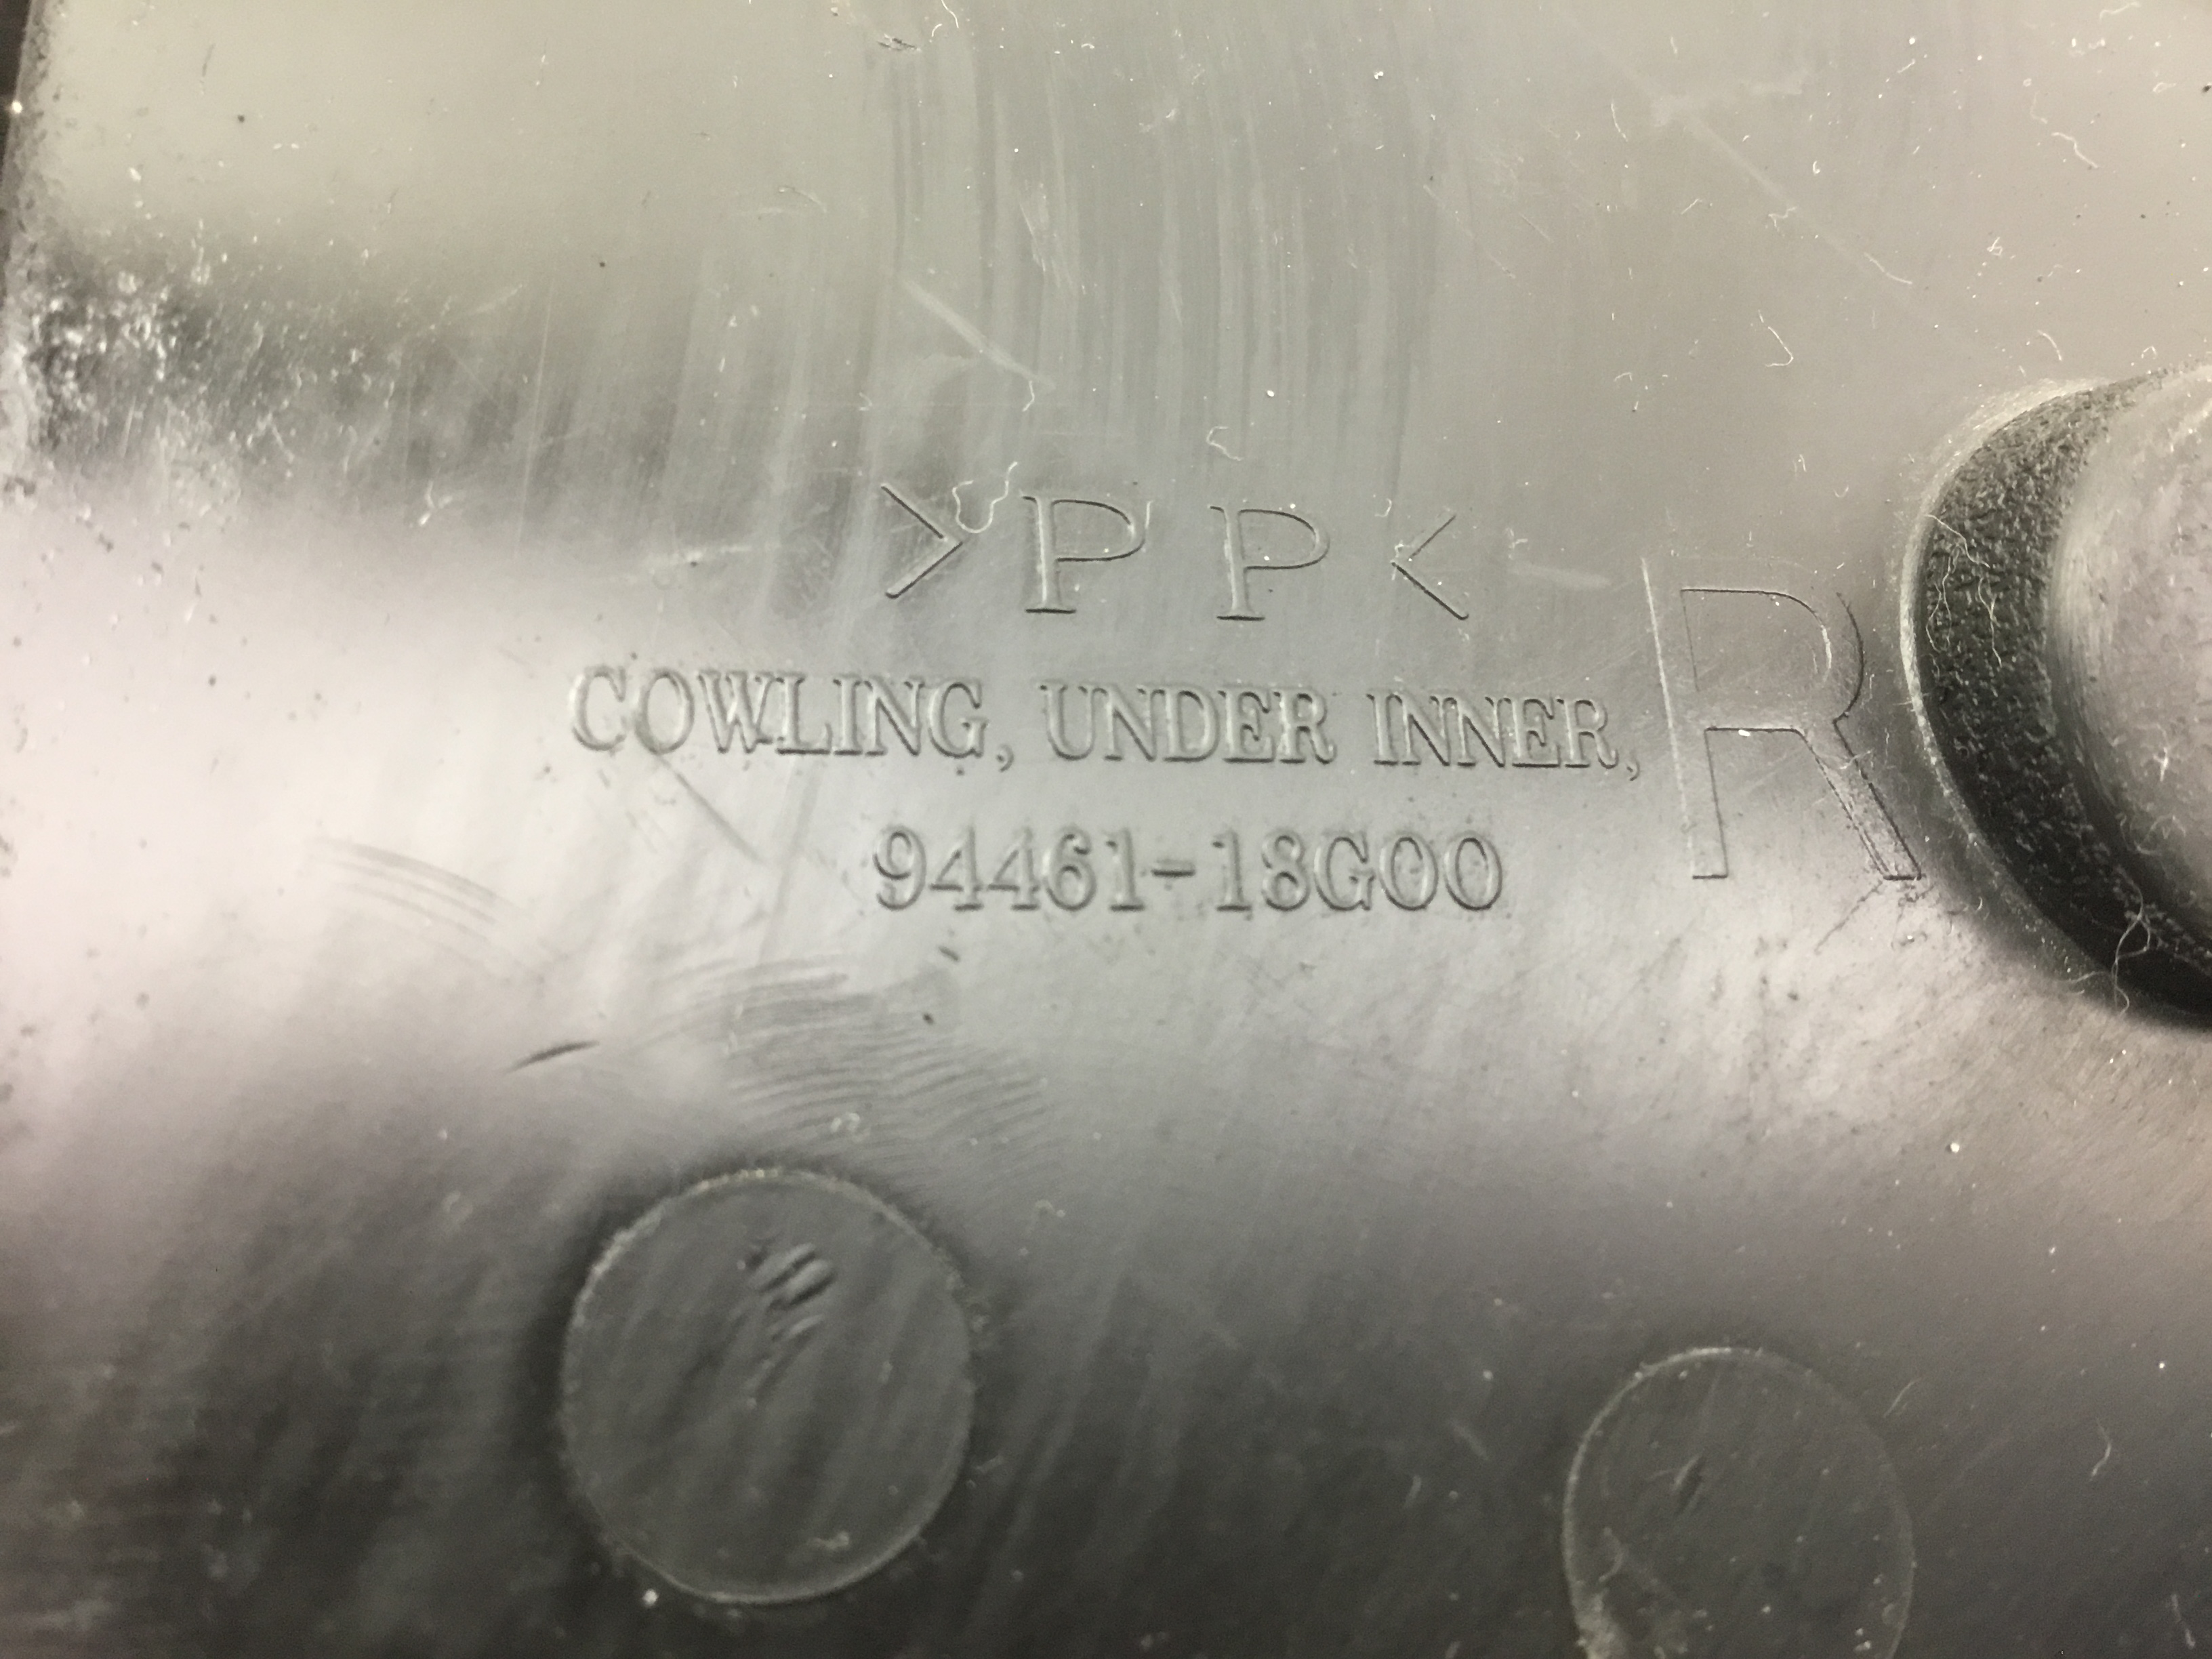 >PP<
COWLING, UNDER INNER, R
94461-18G00